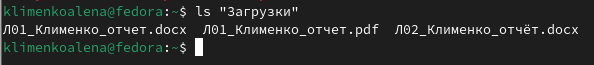 klimenkoalena@fedora:~$ ls "Загрузки"
Л01_Клименко_отчет.docx  Л01_Клименко_отчет.pdf  Л02_Клименко_отчёт.docx
klimenkoalena@fedora:~$